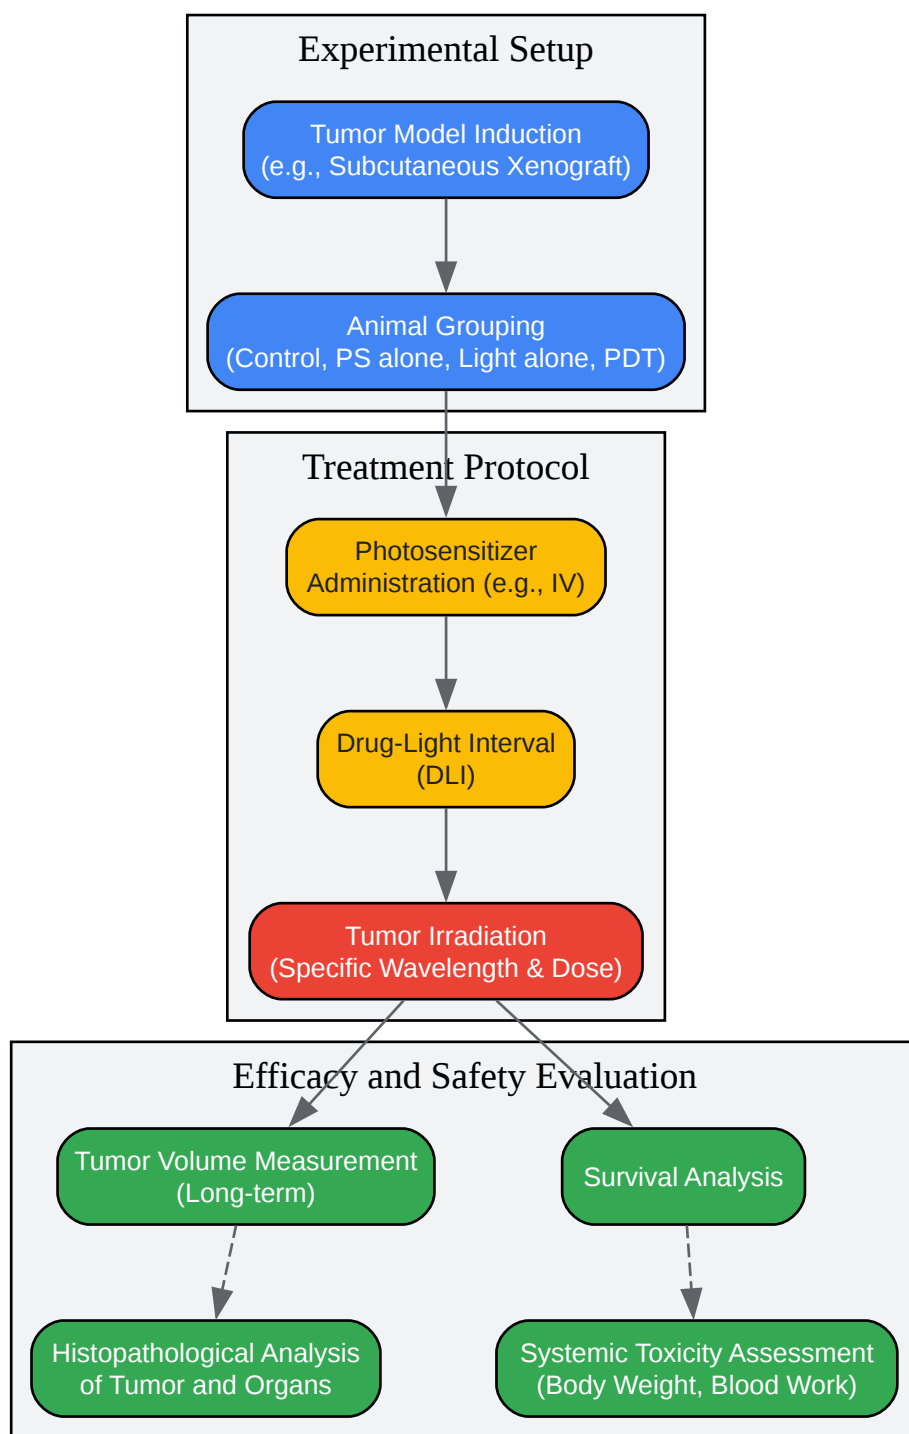 Experimental Setup
Tumor Model Induction
(e.g., Subcutaneous Xenograft)
Animal Grouping
(Control, PS alone, Light alone, PDT)
Treatment Protocol
Photosensitizer
Administration (e.g., IV)
Drug-Light Interval
(DLI)
Tumor Irradiation
(Specific Wavelength & Dose)
Efficacy and Safety Evaluation
Tumor Volume Measurement
(Long-term)
Survival Analysis
Histopathological Analysis
of Tumor and Organs
Systemic Toxicity Assessment
(Body Weight, Blood Work)